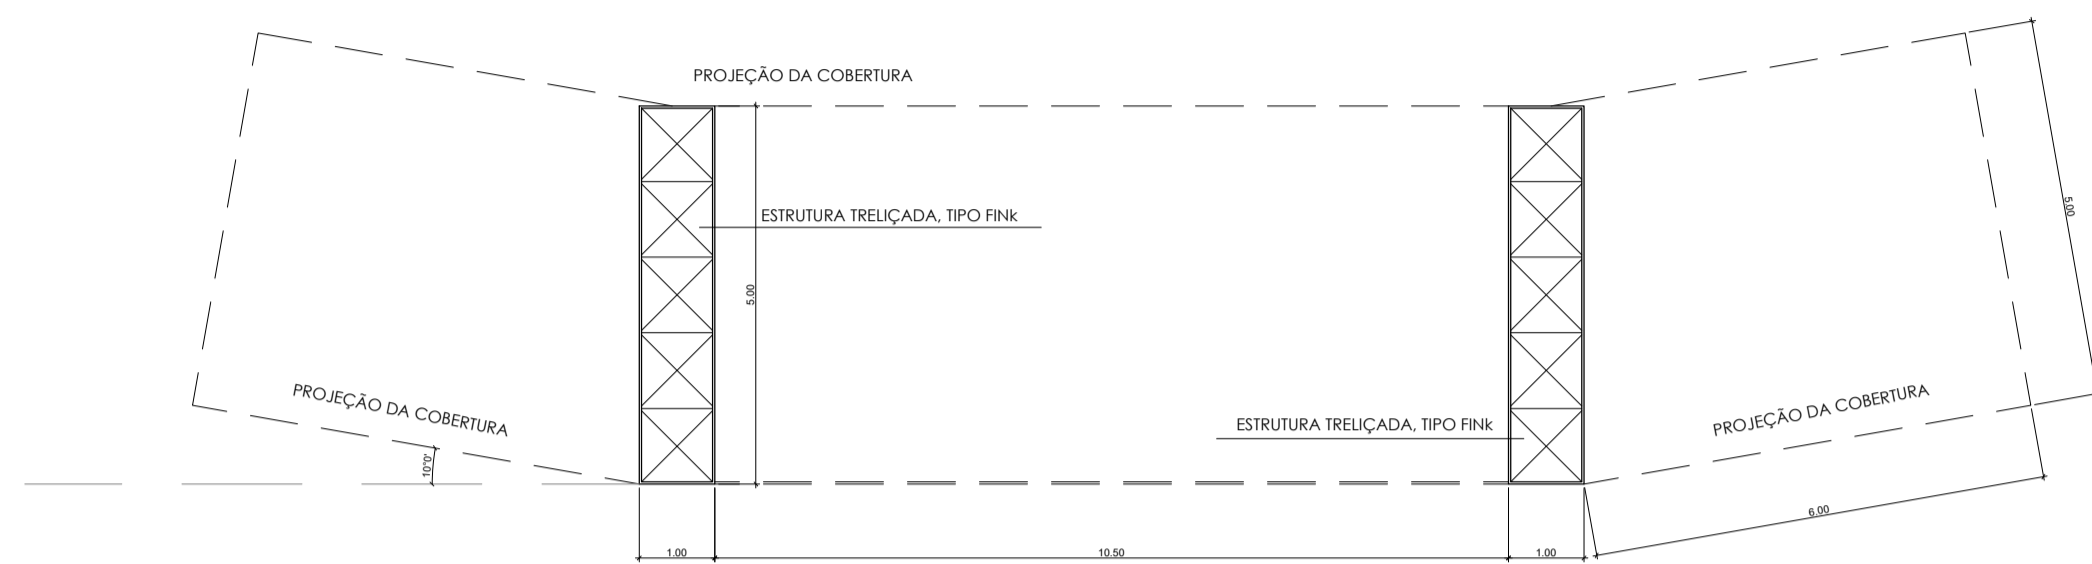 PROJEÇÃO DA COBERTURA
ESTRUTURA TRELIÇADA, TIPO FINk
5.00
5.00
PROJEÇÃO DA COBERTURA
10°0'
ESTRUTURA TRELIÇADA, TIPO FINk
PROJEÇÃO DA COBERTURA
6.00
1.00
10.50
1.00